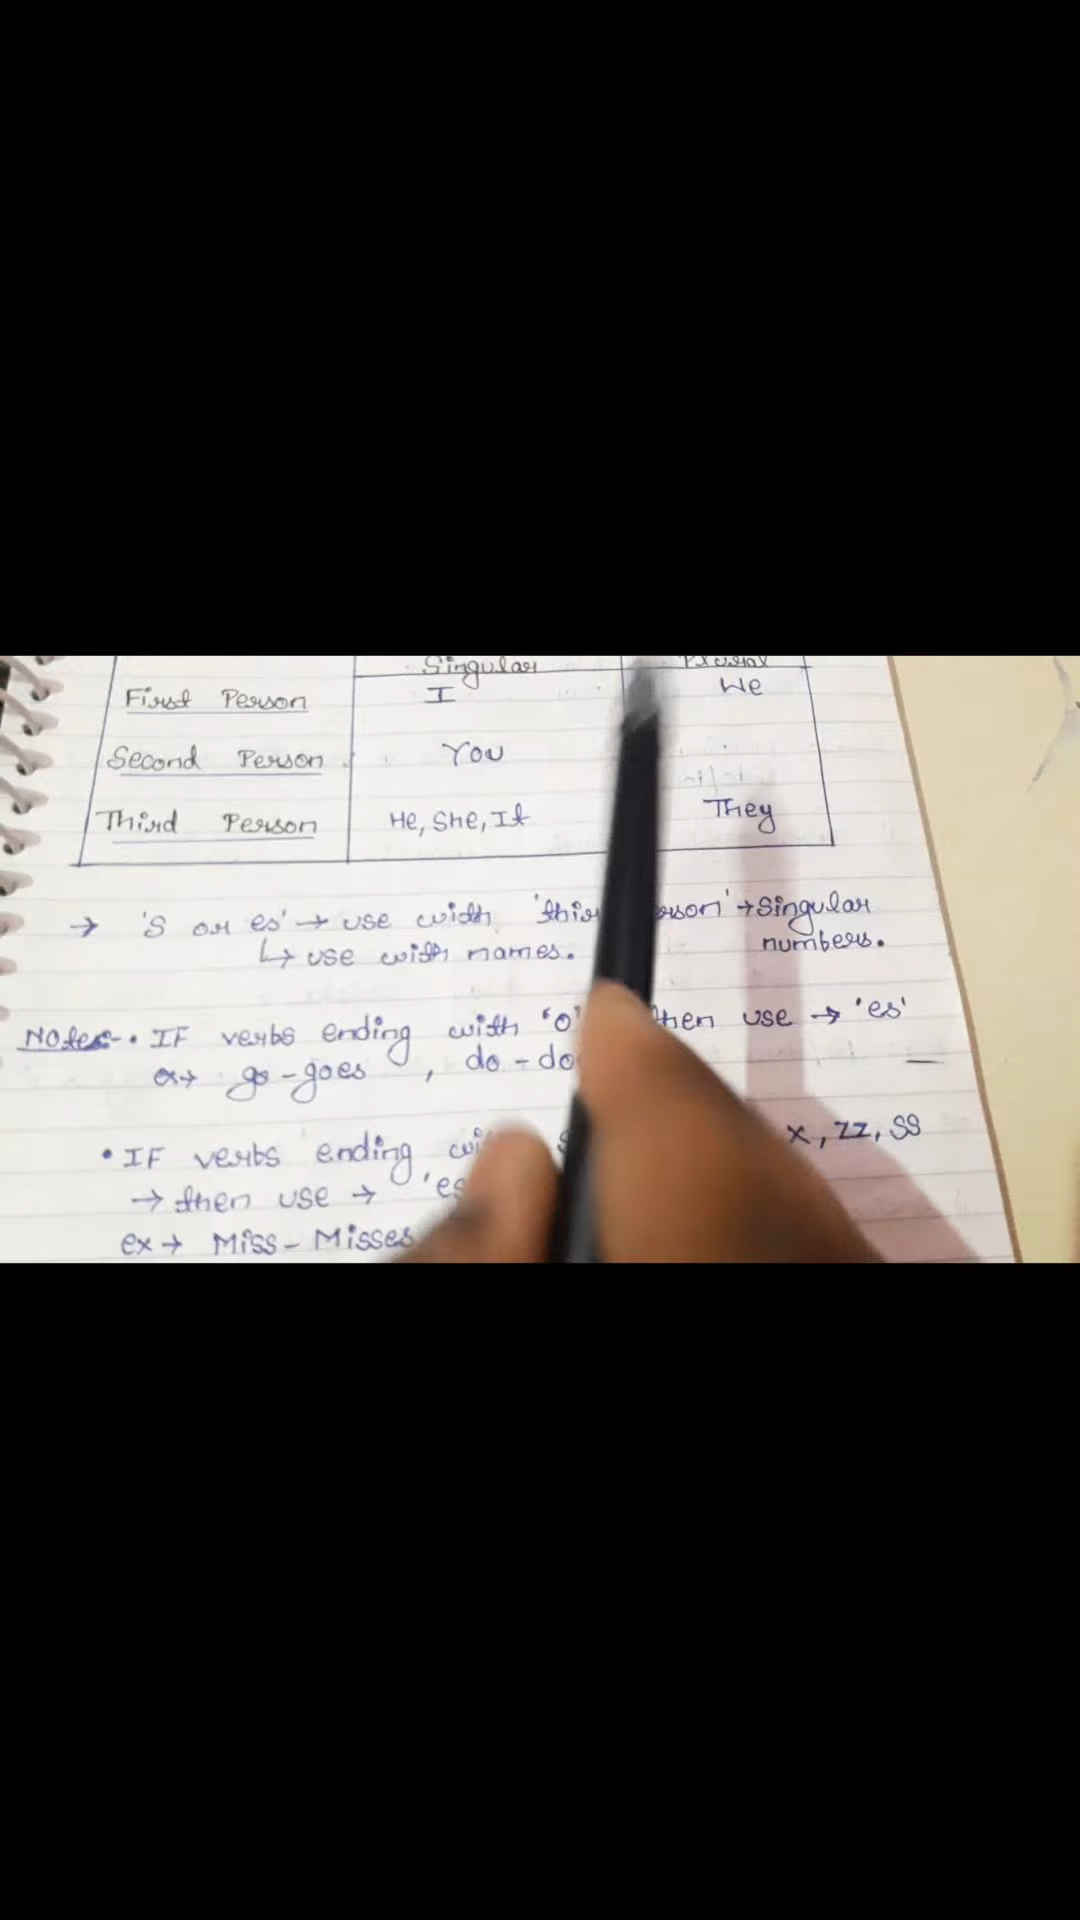 Singular Plural
First Person I We
Second Person You
Third Person He, She, It They
→ 'S or es' → use with 'thir erson' → Singular
↳ use with names. numbers.
Notes:- • IF verbs ending with 'o' then use → 'es'
ex→ go - goes , do - do
• IF verbs ending x, zz, ss
→ then use → 'es
ex → Miss - Misses